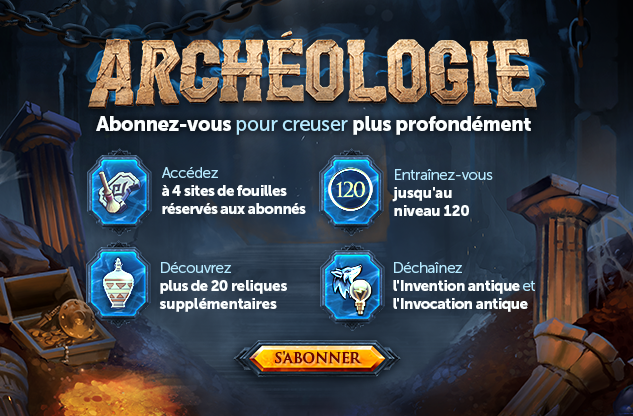 ARCHÉOLOGIE
Abonnez-vous pour creuser plus profondément
Accédez
à 4 sites de fouilles
réservés aux abonnés
120
Entraînez-vous
jusqu'au
niveau 120
Découvrez
plus de 20 reliques
supplémentaires
Déchaînez
l'Invention antique et
l'Invocation antique
S'ABONNER